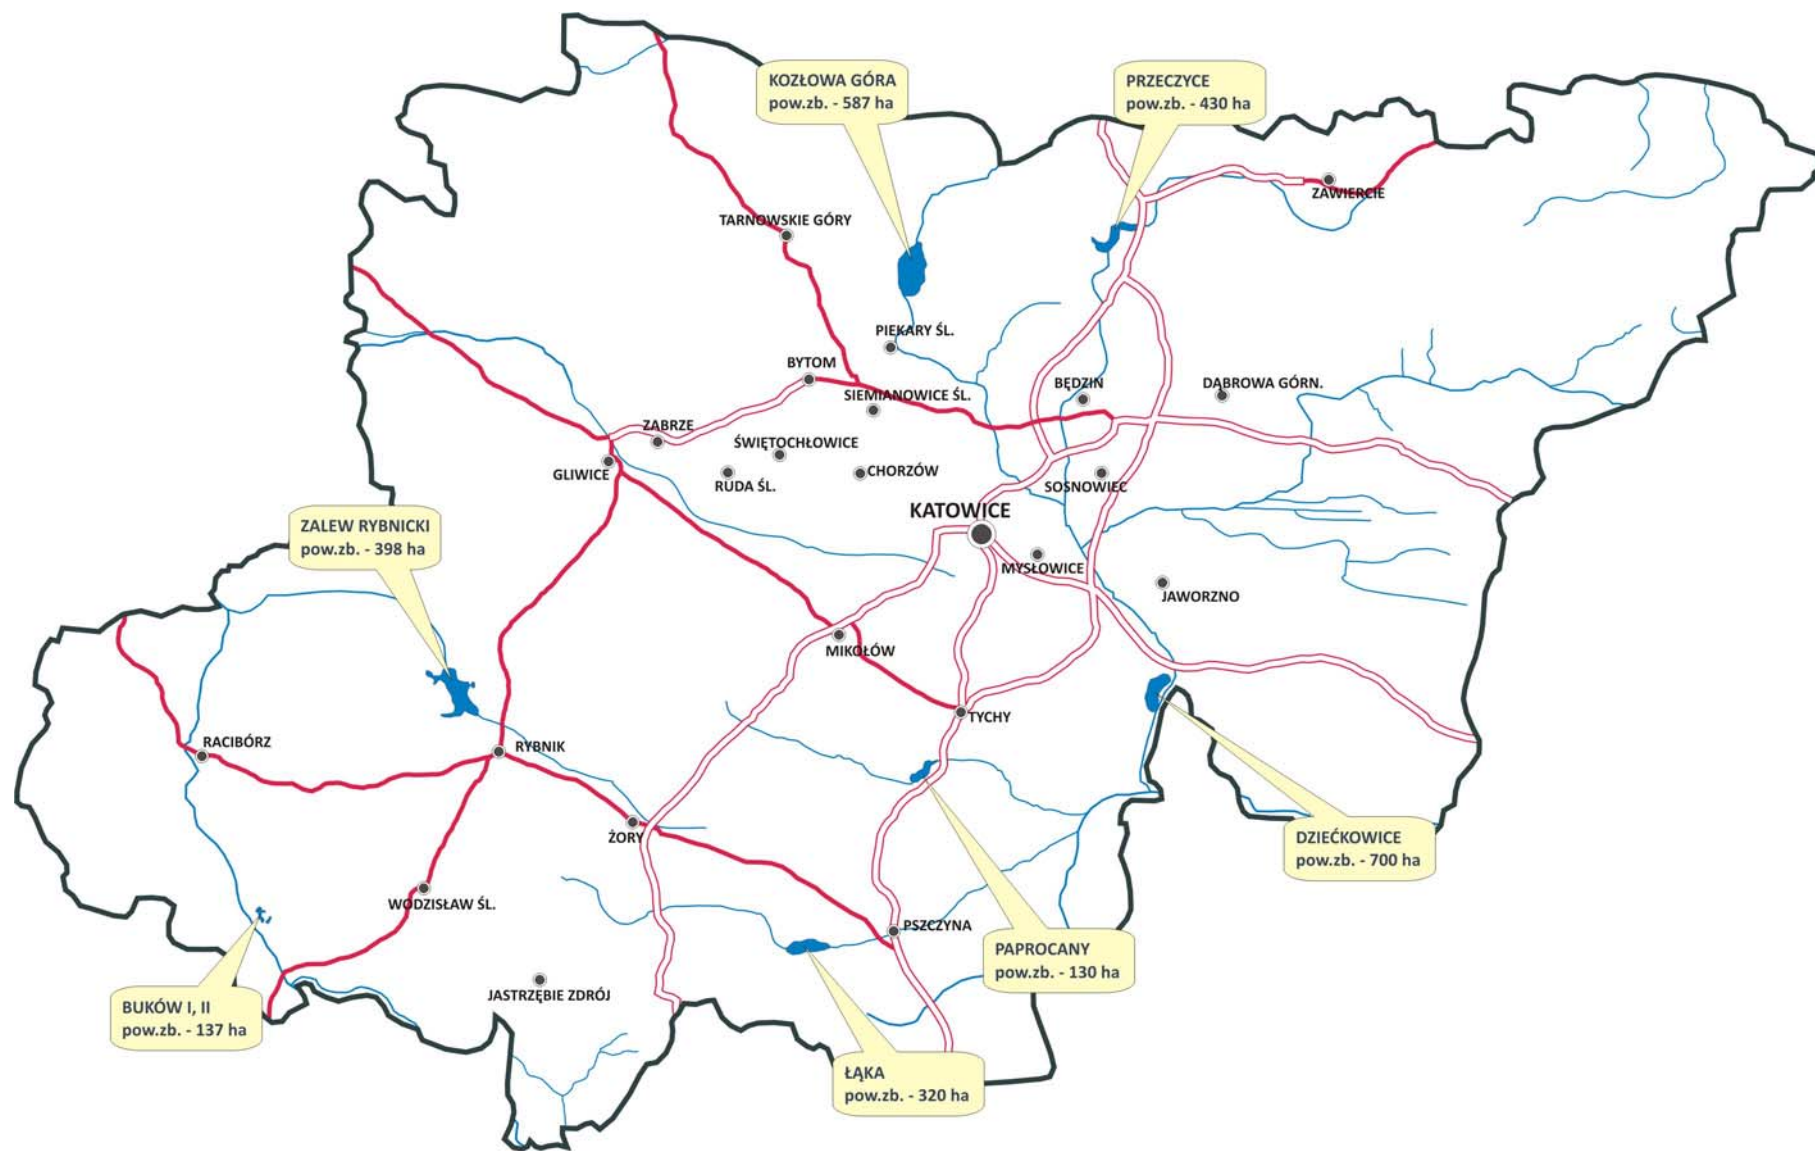 KOZŁOWA GÓRA
pow.zb. - 587 ha
PRZECZYCE
pow.zb. - 430 ha
ZAWIERCIE
TARNOWSKIE GÓRY
PIEKARY ŚL.
BYTOM
SIEMIANOWICE ŚL.
BĘDZIN
DĄBROWA GÓRN.
ZABRZE
ŚWIĘTOCHŁOWICE
GLIWICE
RUDA ŚL.
CHORZÓW
SOSNOWIEC
KATOWICE
ZALEW RYBNICKI
pow.zb. - 398 ha
MYSŁOWICE
JAWORZNO
MIKOŁÓW
TYCHY
RACIBÓRZ
RYBNIK
ŻORY
DZIEĆKOWICE
pow.zb. - 700 ha
WODZISŁAW ŚL.
PSZCZYNA
PAPROCANY
pow.zb. - 130 ha
JASTRZĘBIE ZDRÓJ
BUKÓW I, II
pow.zb. - 137 ha
ŁĄKA
pow.zb. - 320 ha